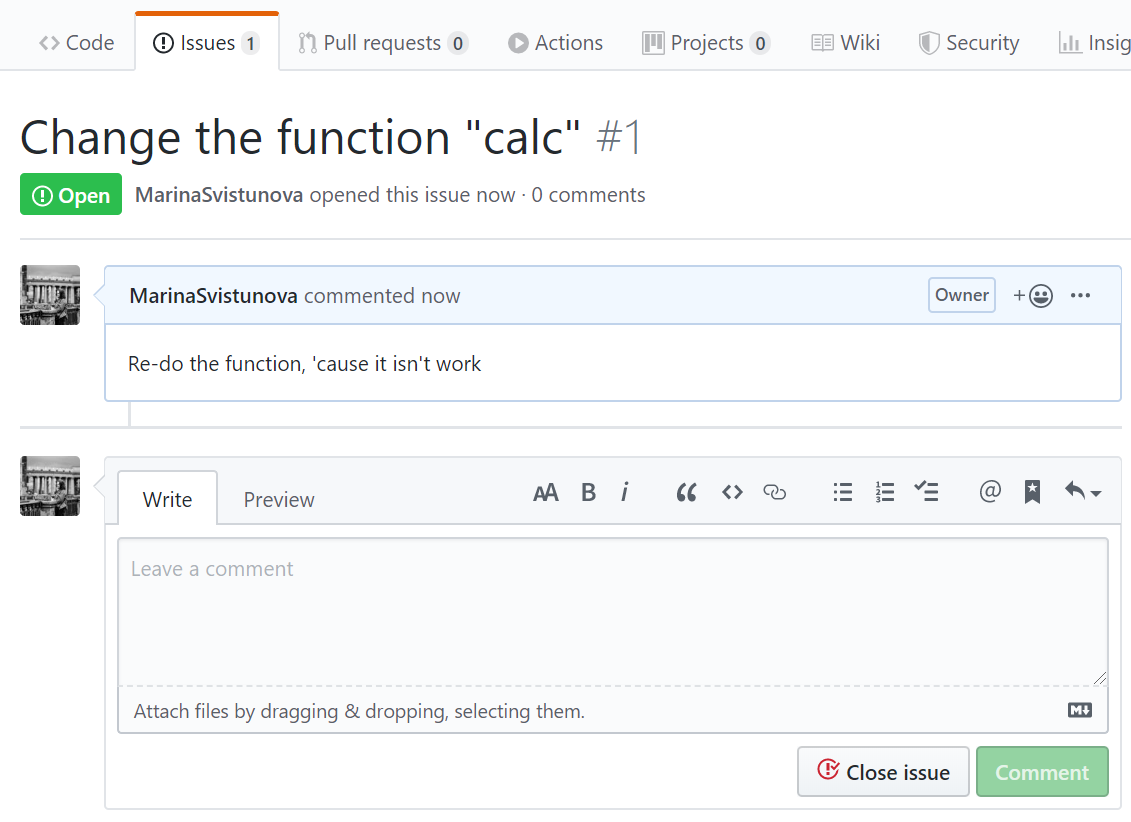 Code Issues 1 Pull requests 0 Actions Projects 0 Wiki Security Insig
Change the function "calc" #1
Open MarinaSvistunova opened this issue now · 0 comments
MarinaSvistunova commented now Owner
Re-do the function, 'cause it isn't work
Write Preview
Leave a comment
Attach files by dragging & dropping, selecting them.
Close issue Comment